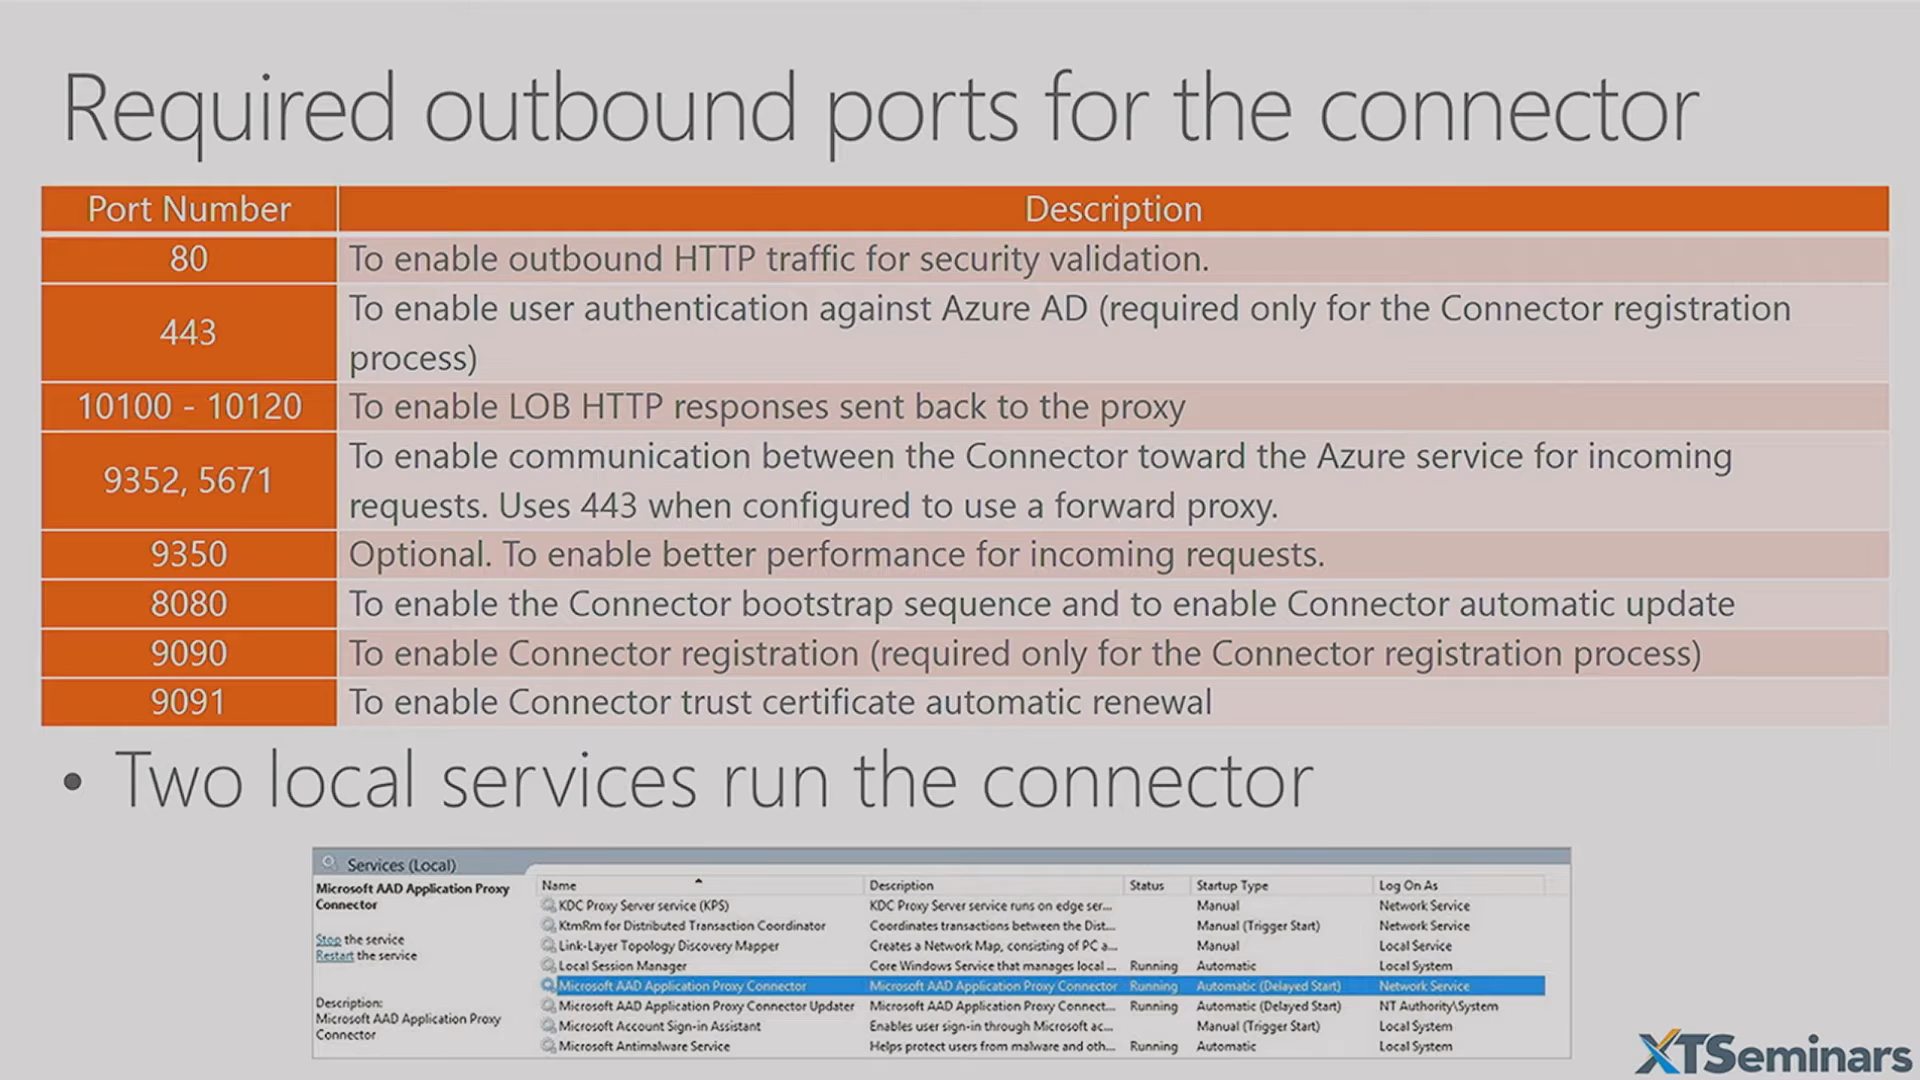 Required outbound ports for the connector
Port Number Description
80 To enable outbound HTTP traffic for security validation.
443 To enable user authentication against Azure AD (required only for the Connector registration
process)
10100 - 10120 To enable LOB HTTP responses sent back to the proxy
9352, 5671 To enable communication between the Connector toward the Azure service for incoming
requests. Uses 443 when configured to use a forward proxy.
9350 Optional. To enable better performance for incoming requests.
8080 To enable the Connector bootstrap sequence and to enable Connector automatic update
9090 To enable Connector registration (required only for the Connector registration process)
9091 To enable Connector trust certificate automatic renewal
• Two local services run the connector
Services (Local)
Microsoft AAD Application Proxy
Connector
Stop the service
Restart the service
Description:
Microsoft AAD Application Proxy
Connector
Name Description Status Startup Type Log On As
KDC Proxy Server service (KPS) KDC Proxy Server service runs on edge ser... Manual Network Service
KtmRm for Distributed Transaction Coordinator Coordinates transactions between the Dist... Manual (Trigger Start) Network Service
Link-Layer Topology Discovery Mapper Creates a Network Map, consisting of PC a... Manual Local Service
Local Session Manager Core Windows Service that manages local ... Running Automatic Local System
Microsoft AAD Application Proxy Connector Microsoft AAD Application Proxy Connector Running Automatic (Delayed Start) Network Service
Microsoft AAD Application Proxy Connector Updater Microsoft AAD Application Proxy Connect... Running Automatic (Delayed Start) NT Authority\System
Microsoft Account Sign-in Assistant Enables user sign-in through Microsoft ac... Manual (Trigger Start) Local System
Microsoft Antimalware Service Helps protect users from malware and oth... Running Automatic Local System
XTSeminars